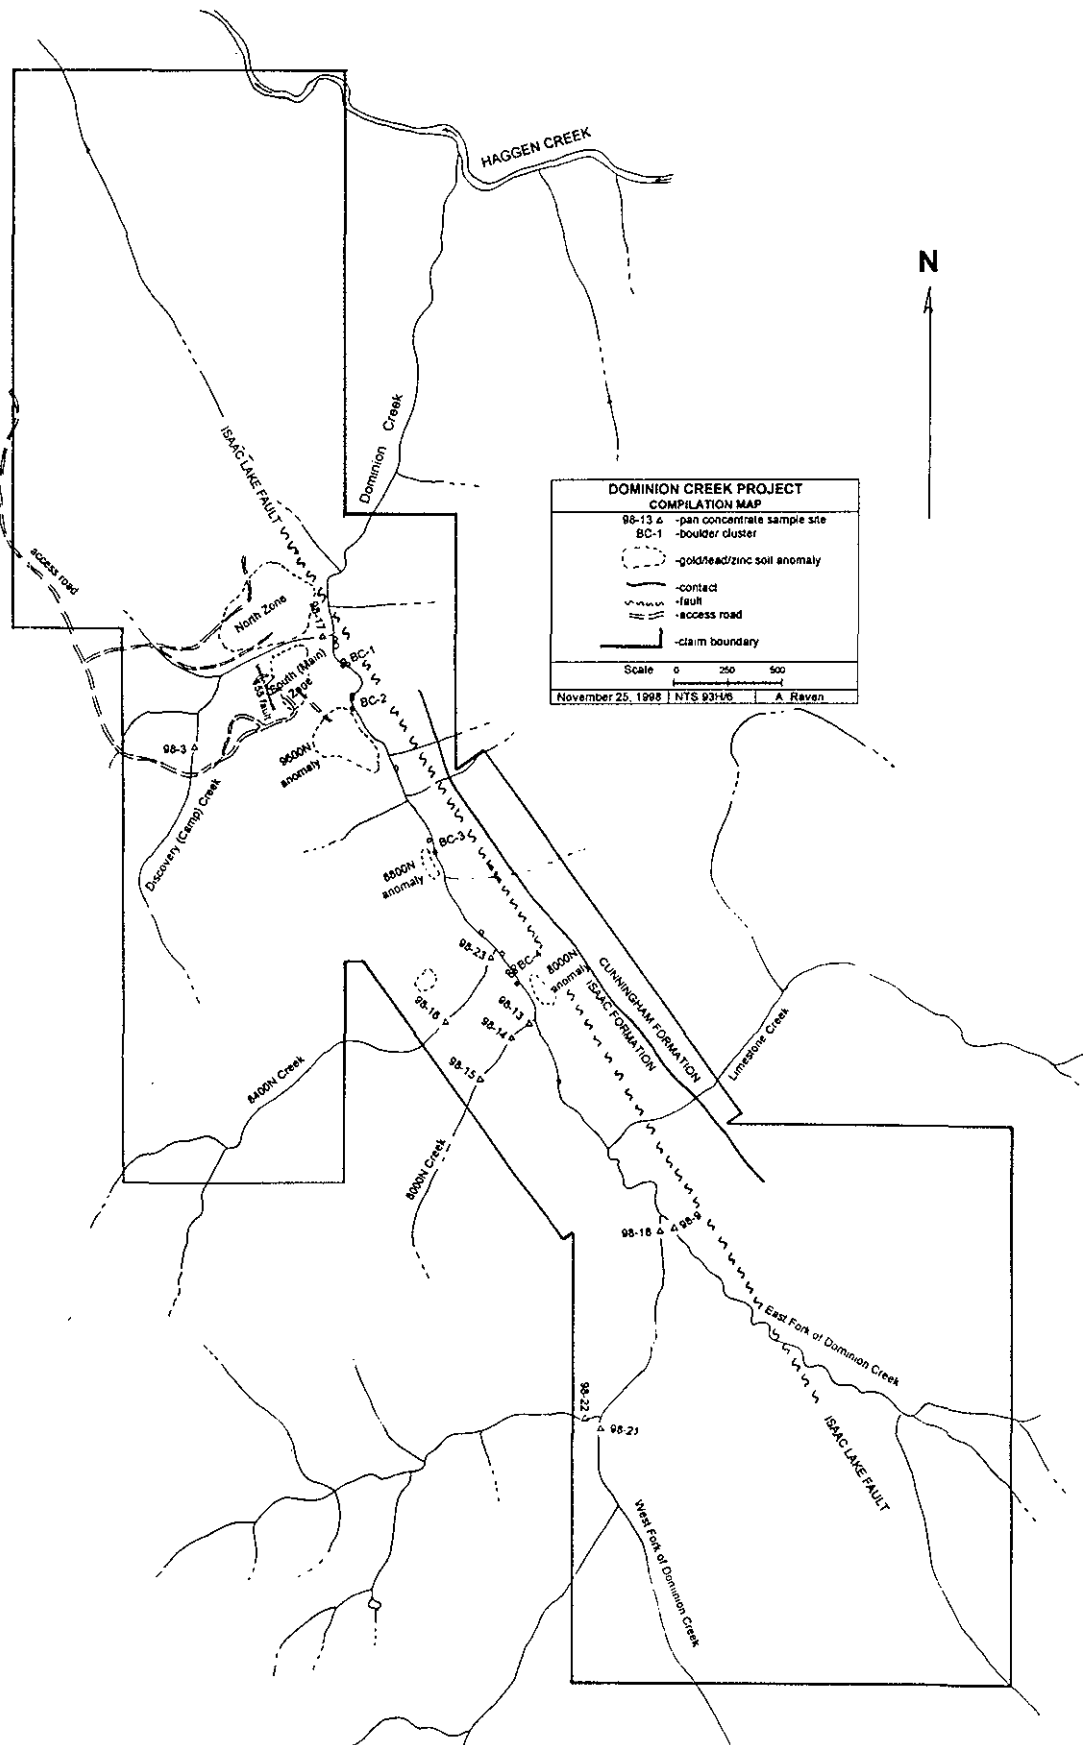 HAGGEN CREEK
N
Dominion Creek
ISAAC LAKE FAULT
DOMINION CREEK PROJECT
COMPILATION MAP
98-13 -pan concentrate sample site
BC-1 -boulder cluster
-gold/lead/zinc soil anomaly
-contact
-fault
-access road
-claim boundary
Scale 0 250 500
November 25, 1998 NTS 93H/6 A. Raven
access road
North Zone
98-17
BC-1
South (Main)
Zone
fault
BC-2
98-3
9600N
anomaly
Discovery (Camp) Creek
BC-3
8800N
anomaly
98-23
BC-4
8000N
anomaly
CUNNINGHAM FORMATION
ISAAC FORMATION
98-16
98-13
98-14
98-15
Limestone Creek
8400N Creek
8000N Creek
98-18
98-9
East Fork of Dominion Creek
98-22
98-21
ISAAC LAKE FAULT
West Fork of Dominion Creek